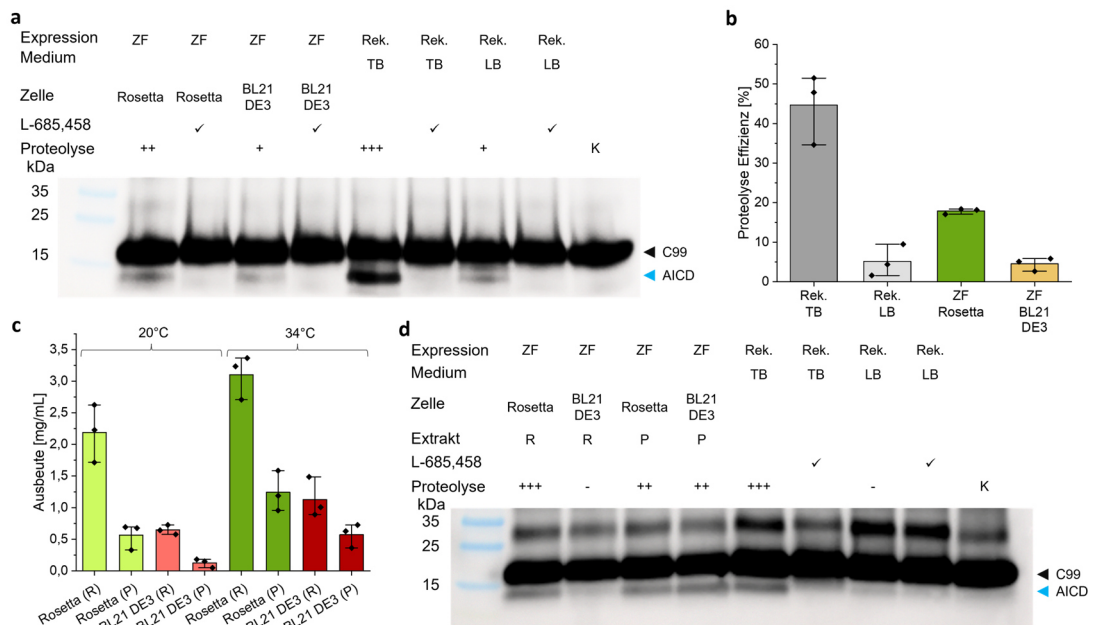 a
Expression ZF ZF ZF ZF Rek. Rek. Rek. Rek.
Medium TB TB LB LB
Zelle Rosetta Rosetta BL21 DE3 BL21 DE3
L-685,458 ✓ ✓ ✓ ✓
Proteolyse ++ + +++ + K
kDa
35
25
15
C99
AICD
b
Proteolyse Effizienz [%]
60
50
40
30
20
10
0
Rek. TB
Rek. LB
ZF Rosetta
ZF BL21 DE3
c
20°C 34°C
Ausbeute [mg/mL]
3,5
3,0
2,5
2,0
1,5
1,0
0,5
0,0
Rosetta (R)
Rosetta (P)
BL21 DE3 (R)
BL21 DE3 (P)
Rosetta (R)
Rosetta (P)
BL21 DE3 (R)
BL21 DE3 (P)
d
Expression ZF ZF ZF ZF Rek. Rek. Rek. Rek.
Medium TB TB LB LB
Zelle Rosetta BL21 DE3 Rosetta BL21 DE3
Extrakt R R P P
L-685,458 ✓ ✓
Proteolyse +++ - ++ ++ +++ - K
kDa
35
25
15
C99
AICD